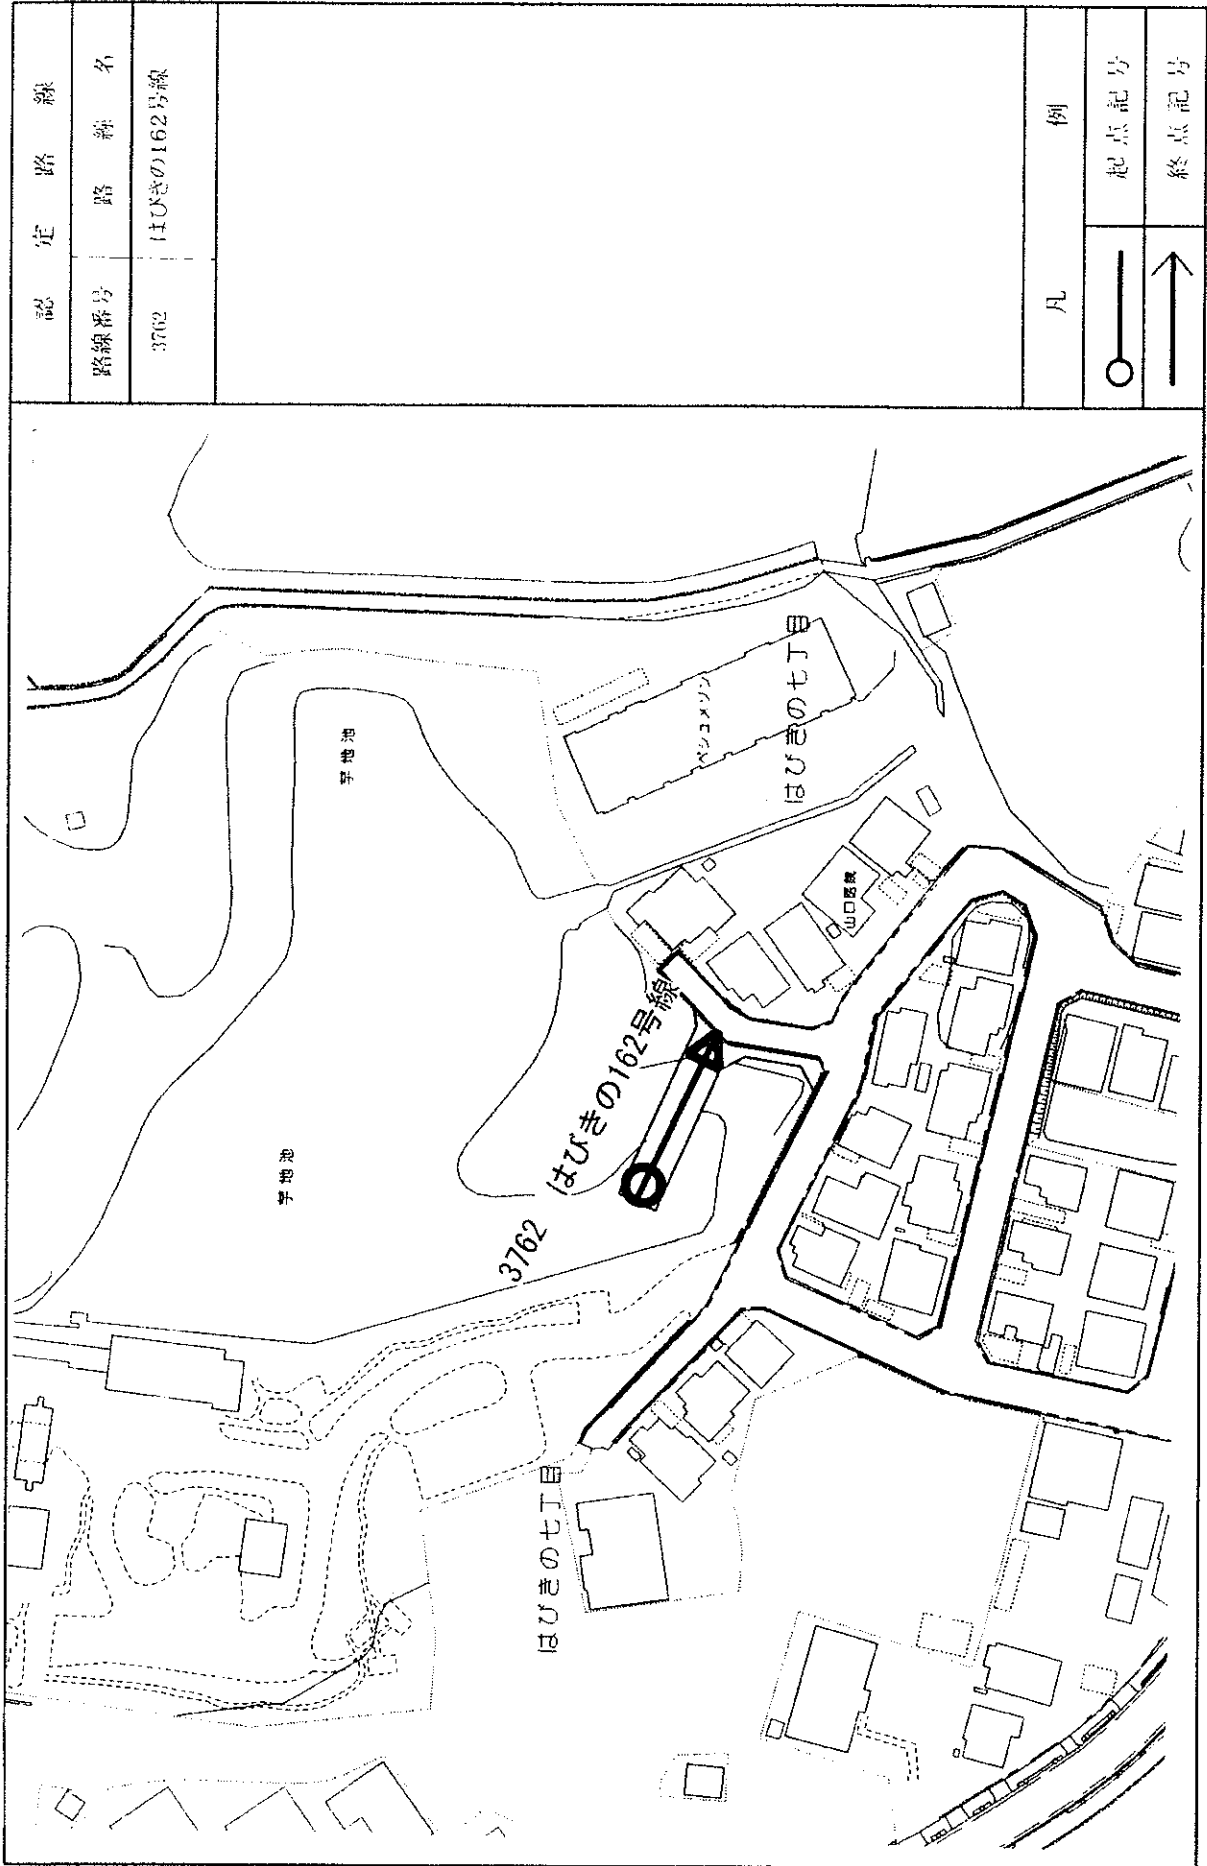 認定路線
路線番号 路線名
3762 はびきの162号線
凡例
起点記号
終点記号
芋地池
ベジュメゾン
はびきの七丁目
山口医院
はびきの162号線
3762
芋地池
はびきの七丁目